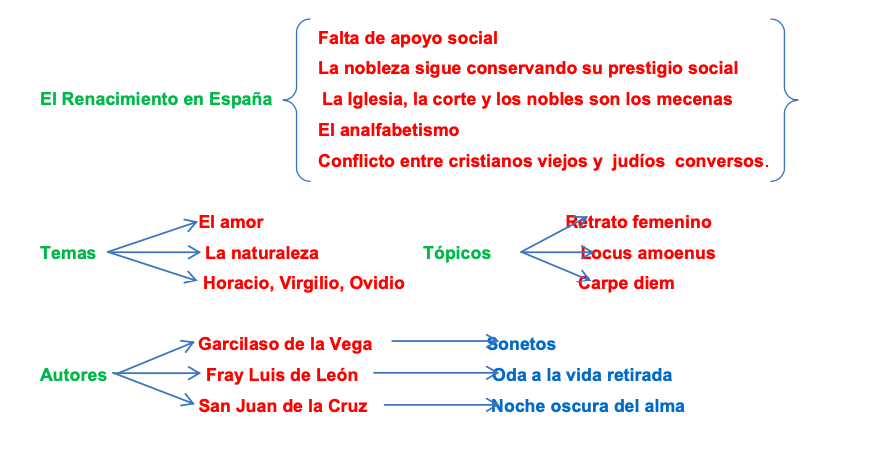 Falta de apoyo social
La nobleza sigue conservando su prestigio social
El Renacimiento en España La Iglesia, la corte y los nobles son los mecenas
El analfabetismo
Conflicto entre cristianos viejos y judíos conversos.
El amor Retrato femenino
Temas La naturaleza Tópicos Locus amoenus
Horacio, Virgilio, Ovidio Carpe diem
Garcilaso de la Vega Sonetos
Autores Fray Luis de León Oda a la vida retirada
San Juan de la Cruz Noche oscura del alma